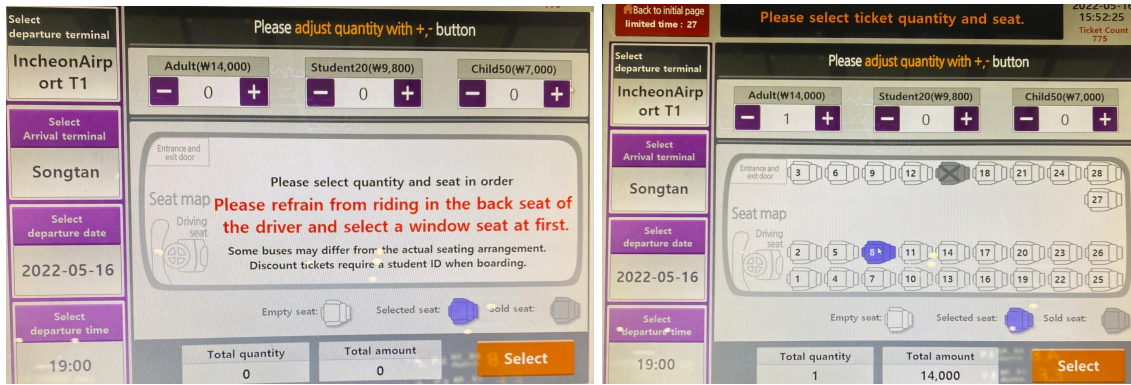 Select
departure terminal
IncheonAirp
ort T1
Select
Arrival terminal
Songtan
Select
departure date
2022-05-16
Select
departure time
19:00
Please adjust quantity with +,- button
Adult(₩14,000)
Student20(₩9,800)
Child50(₩7,000)
− 0 +
− 0 +
− 0 +
Entrance and
exit door
Seat map
Driving
seat
Please select quantity and seat in order
Please refrain from riding in the back seat of
the driver and select a window seat at first.
Some buses may differ from the actual seating arrangement.
Discount tickets require a student ID when boarding.
Empty seat:
Selected seat:
Sold seat:
Total quantity
0
Total amount
0
Select
Back to initial page
limited time : 27
Please select ticket quantity and seat.
15:52:25
Ticket Count
775
Select
departure terminal
IncheonAirp
ort T1
Select
Arrival terminal
Songtan
Select
departure date
2022-05-16
Select
departure time
19:00
Please adjust quantity with +,- button
Adult(₩14,000)
Student20(₩9,800)
Child50(₩7,000)
− 1 +
− 0 +
− 0 +
Entrance and
exit door
3 6 9 12 18 21 24 28
27
Seat map
Driving
seat
2 5 8 11 14 17 20 23 26
1 4 7 10 13 16 19 22 25
Empty seat:
Selected seat:
Sold seat:
Total quantity
1
Total amount
14,000
Select